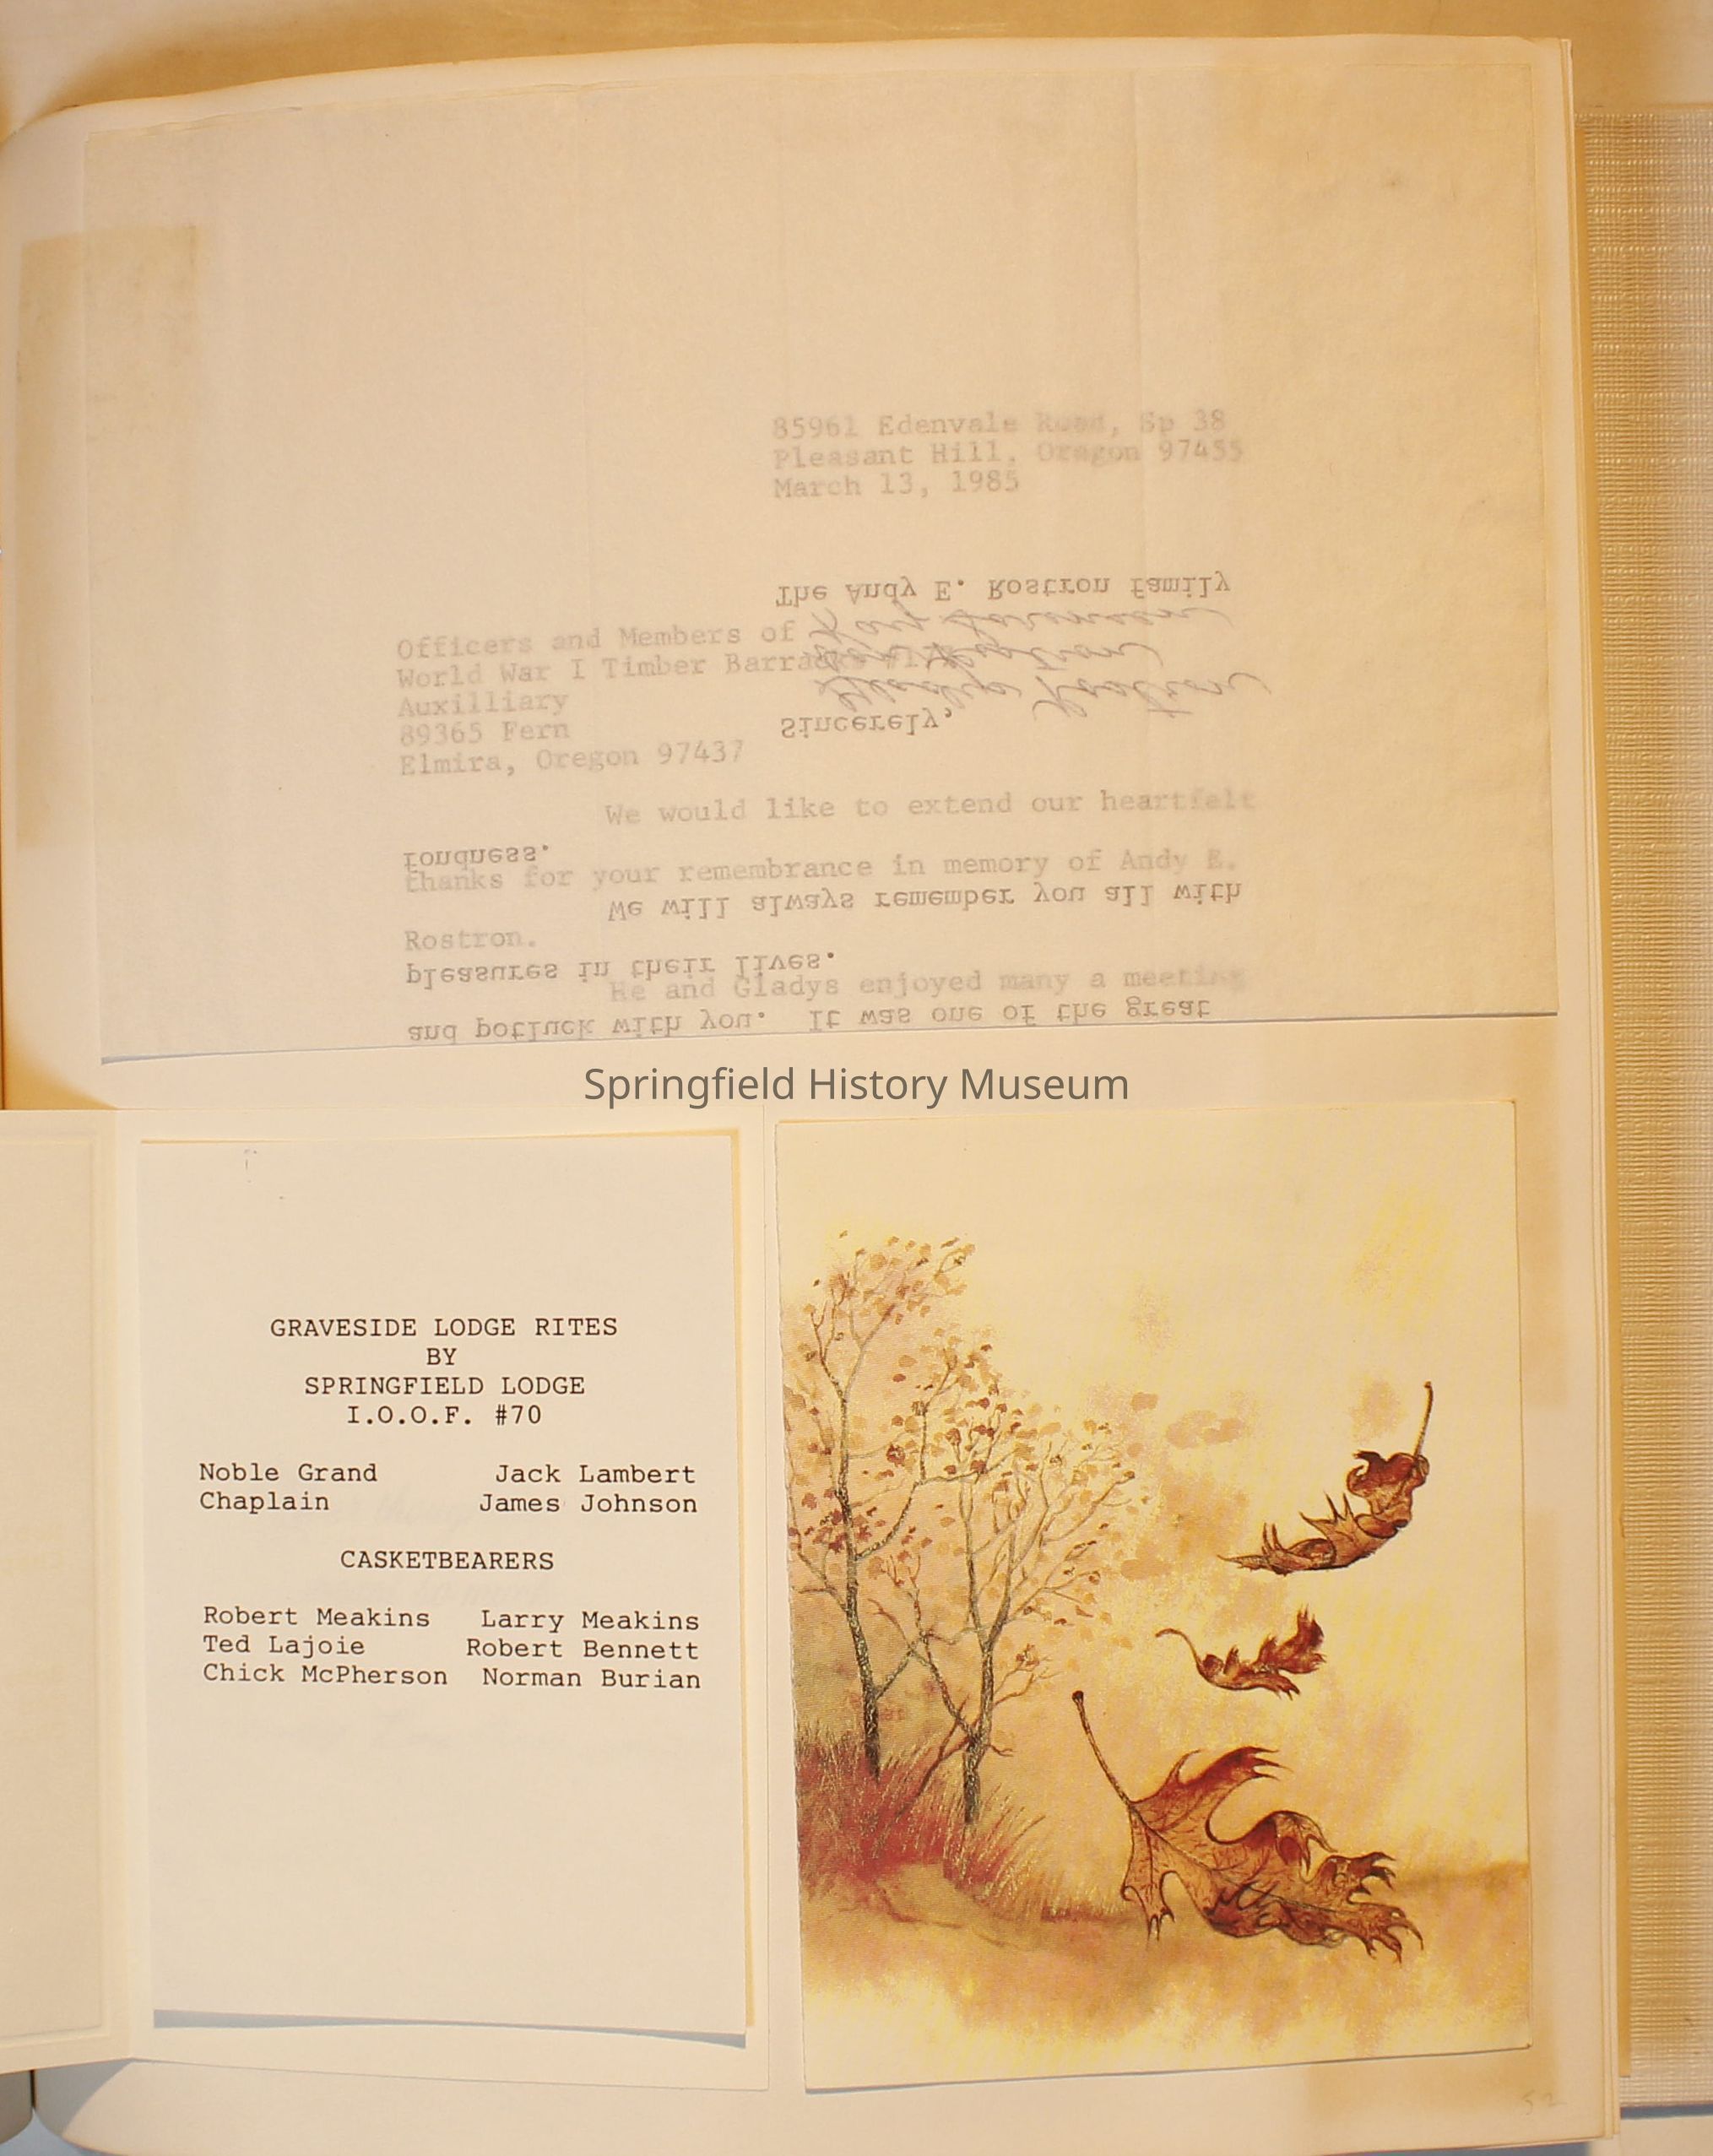 85961 Edenvale Road, Sp 38
Pleasant Hill, Oregon 97455
March 13, 1985
Officers and Members of
World War I Timber Barracks
Auxilliary
89365 Fern
Elmira, Oregon 97437
We would like to extend our heartfelt
thanks for your remembrance in memory of Andy E.
Rostron.
He and Gladys enjoyed many a meeting
and potluck with you. It was one of the great
pleasures in their lives.
We will always remember you all with
fondness.
Sincerely,
Gladys Rostron
Rostron
The Andy E. Rostron family
Springfield History Museum
GRAVESIDE LODGE RITES
BY
SPRINGFIELD LODGE
I.O.O.F. #70
Noble Grand Jack Lambert
Chaplain James Johnson
CASKETBEARERS
Robert Meakins Larry Meakins
Ted Lajoie Robert Bennett
Chick McPherson Norman Burian
52